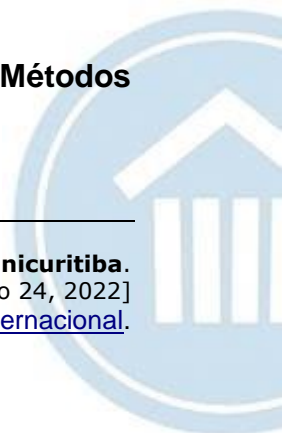 Métodos
nicuritiba.
o 24, 2022]
ernacional.